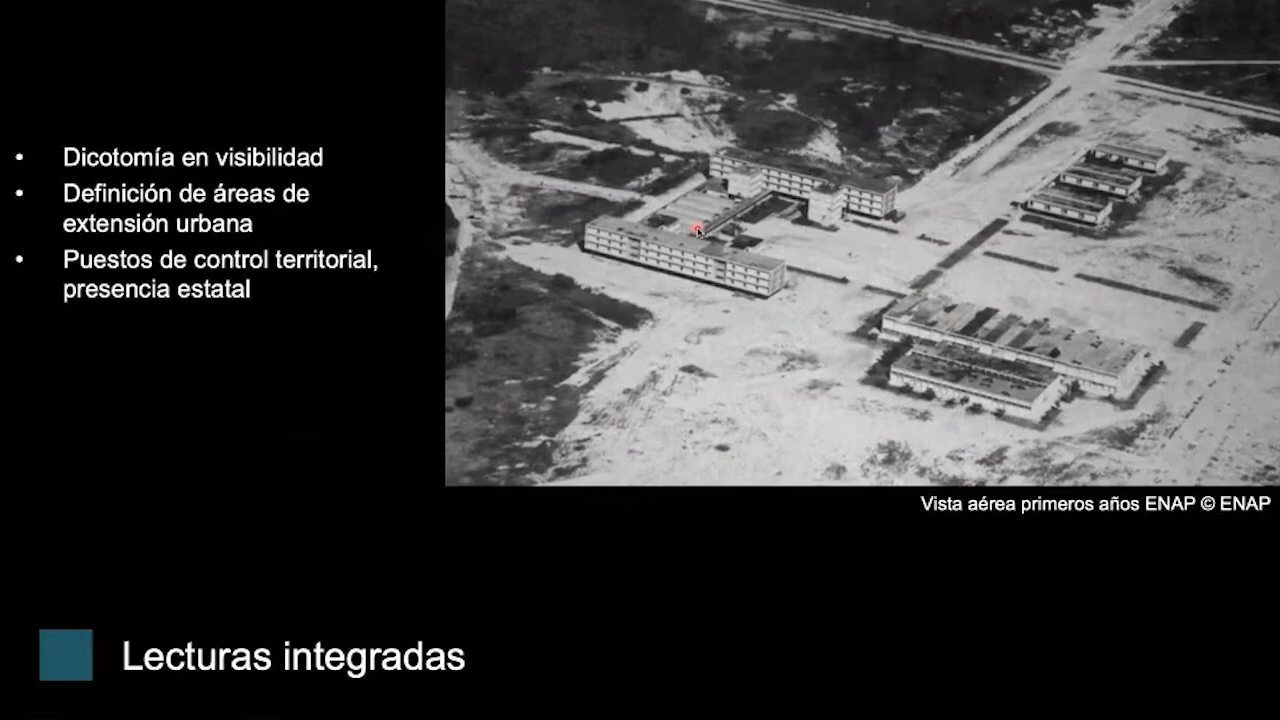 • Dicotomía en visibilidad
• Definición de áreas de
extensión urbana
• Puestos de control territorial,
presencia estatal
Vista aérea primeros años ENAP © ENAP
Lecturas integradas